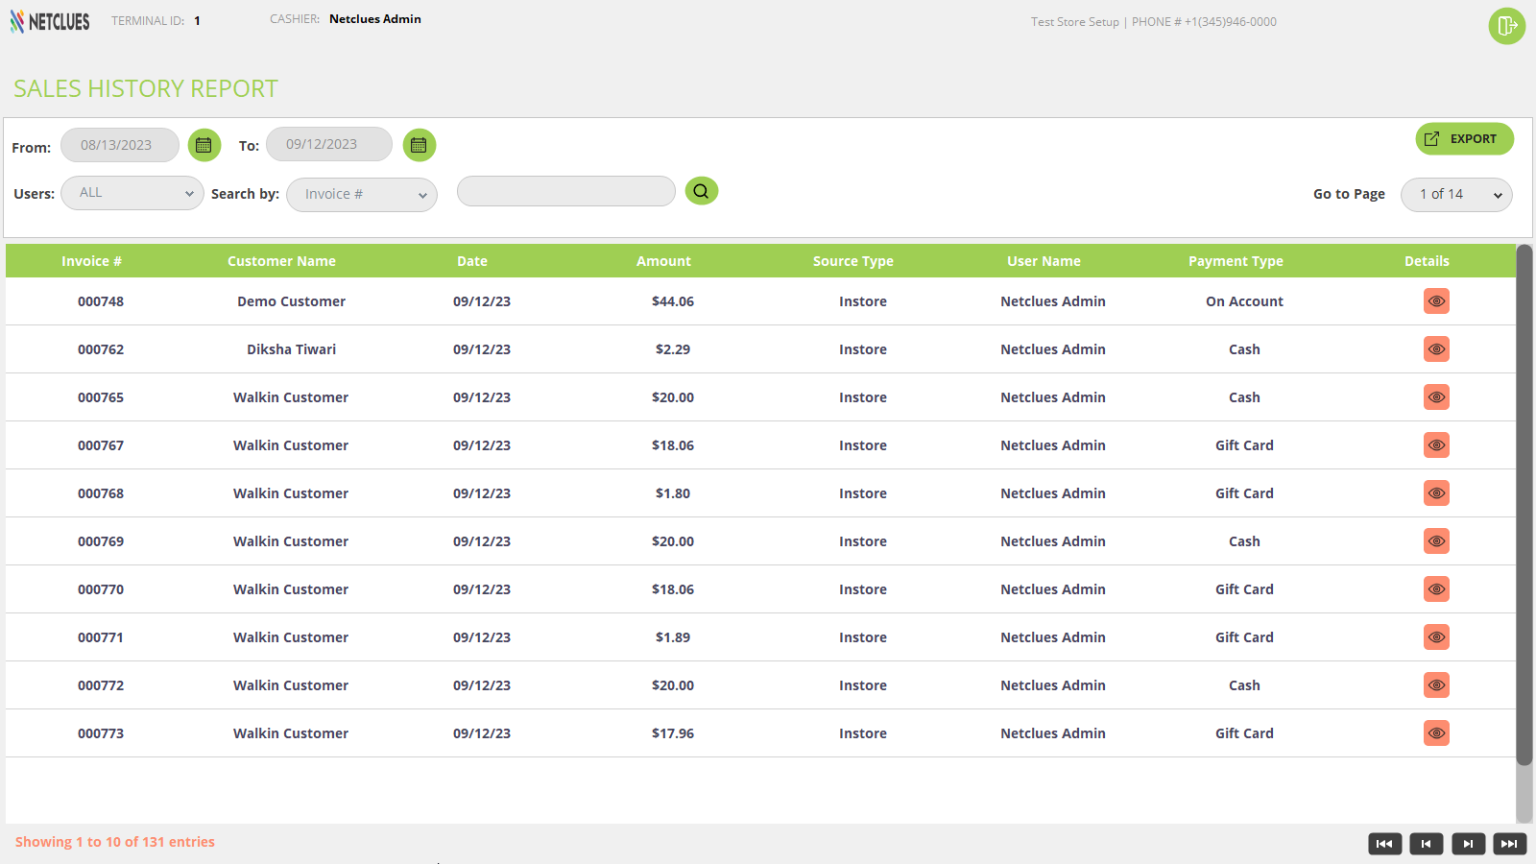 NETCLUES TERMINAL ID: 1 CASHIER: Netclues Admin Test Store Setup | PHONE # +1(345)946-0000
SALES HISTORY REPORT
From: 08/13/2023 To: 09/12/2023 EXPORT
Users: ALL Search by: Invoice # Go to Page 1 of 14
Invoice # Customer Name Date Amount Source Type User Name Payment Type Details
000748 Demo Customer 09/12/23 $44.06 Instore Netclues Admin On Account
000762 Diksha Tiwari 09/12/23 $2.29 Instore Netclues Admin Cash
000765 Walkin Customer 09/12/23 $20.00 Instore Netclues Admin Cash
000767 Walkin Customer 09/12/23 $18.06 Instore Netclues Admin Gift Card
000768 Walkin Customer 09/12/23 $1.80 Instore Netclues Admin Gift Card
000769 Walkin Customer 09/12/23 $20.00 Instore Netclues Admin Cash
000770 Walkin Customer 09/12/23 $18.06 Instore Netclues Admin Gift Card
000771 Walkin Customer 09/12/23 $1.89 Instore Netclues Admin Gift Card
000772 Walkin Customer 09/12/23 $20.00 Instore Netclues Admin Cash
000773 Walkin Customer 09/12/23 $17.96 Instore Netclues Admin Gift Card
Showing 1 to 10 of 131 entries